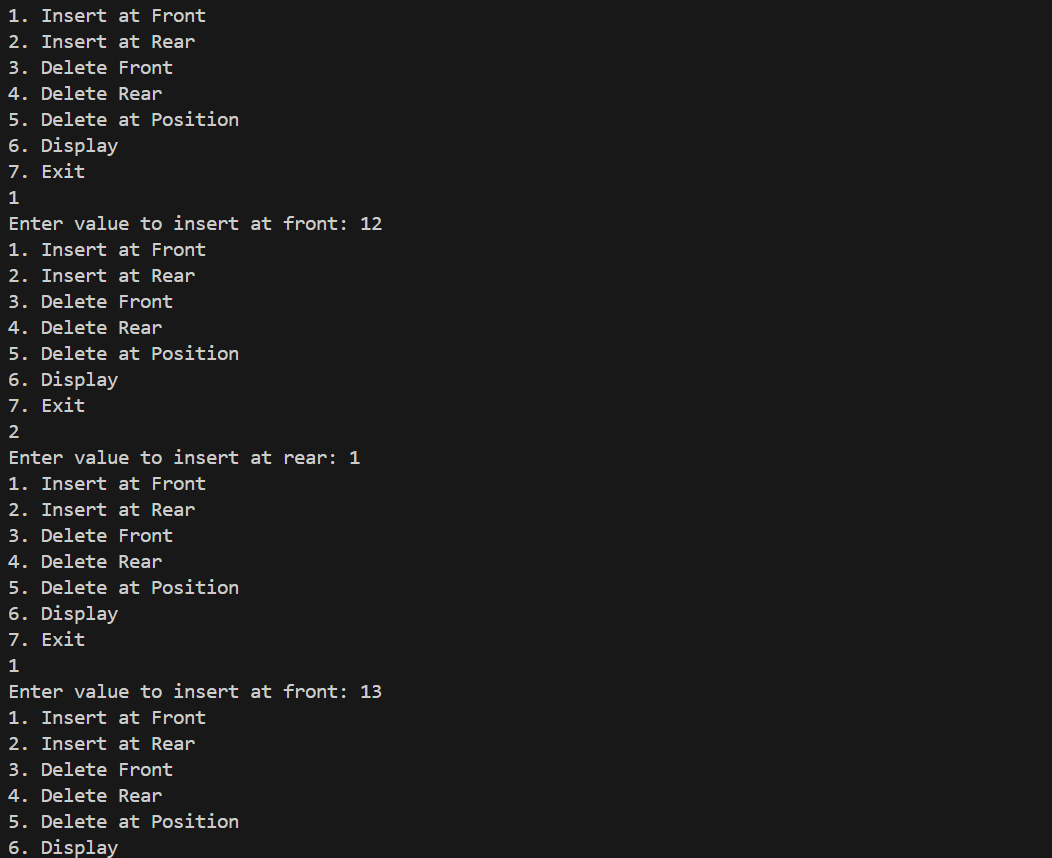 1. Insert at Front
2. Insert at Rear
3. Delete Front
4. Delete Rear
5. Delete at Position
6. Display
7. Exit
1
Enter value to insert at front: 12
1. Insert at Front
2. Insert at Rear
3. Delete Front
4. Delete Rear
5. Delete at Position
6. Display
7. Exit
2
Enter value to insert at rear: 1
1. Insert at Front
2. Insert at Rear
3. Delete Front
4. Delete Rear
5. Delete at Position
6. Display
7. Exit
1
Enter value to insert at front: 13
1. Insert at Front
2. Insert at Rear
3. Delete Front
4. Delete Rear
5. Delete at Position
6. Display